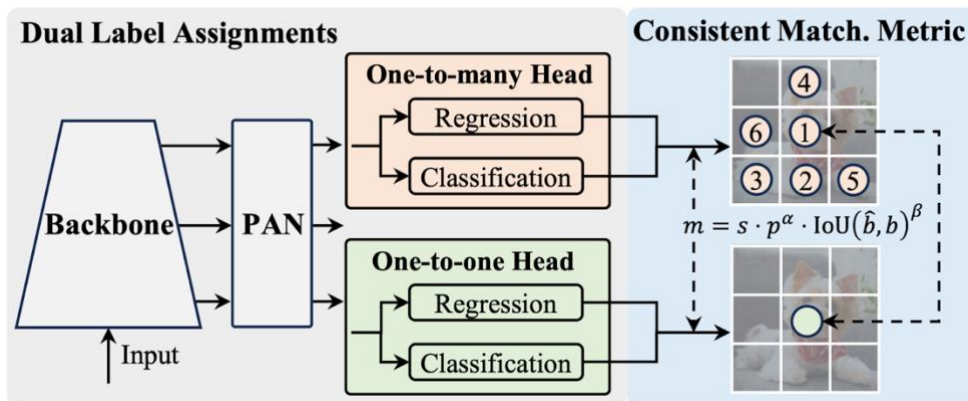 Dual Label Assignments
Consistent Match. Metric
One-to-many Head
Regression
Classification
Backbone
PAN
One-to-one Head
Regression
Classification
Input
4
6 1
3 2 5
m = s · p^α · IoU(b̂, b)^β